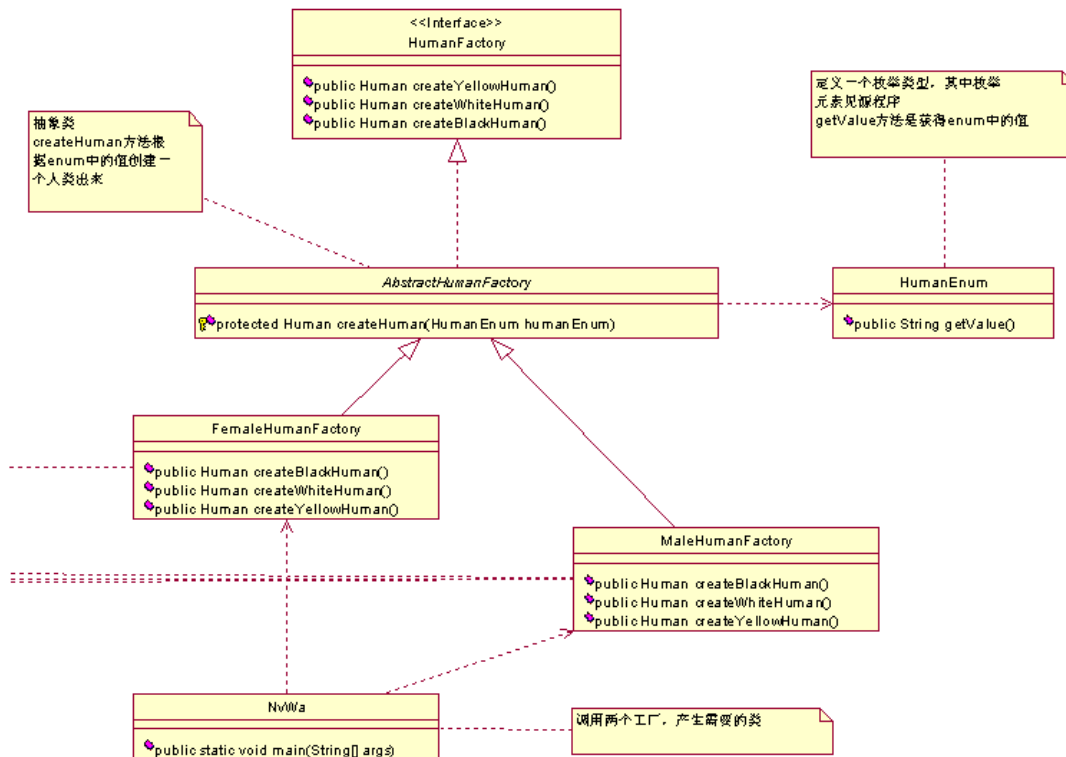 <<Interface>>
HumanFactory
public Human createYellowHuman()
public Human createWhiteHuman()
public Human createBlackHuman()
定义一个枚举类型，其中枚举
元素见源程序
getValue方法是获得enum中的值
抽象类
createHuman方法根
据enum中的值创建一
个人类出来
AbstractHumanFactory
protected Human createHuman(HumanEnum humanEnum)
HumanEnum
public String getValue()
FemaleHumanFactory
public Human createBlackHuman()
public Human createWhiteHuman()
public Human createYellowHuman()
MaleHumanFactory
public Human createBlackHuman()
public Human createWhiteHuman()
public Human createYellowHuman()
NvWa
public static void main(String[] args)
调用两个工厂，产生需要的类